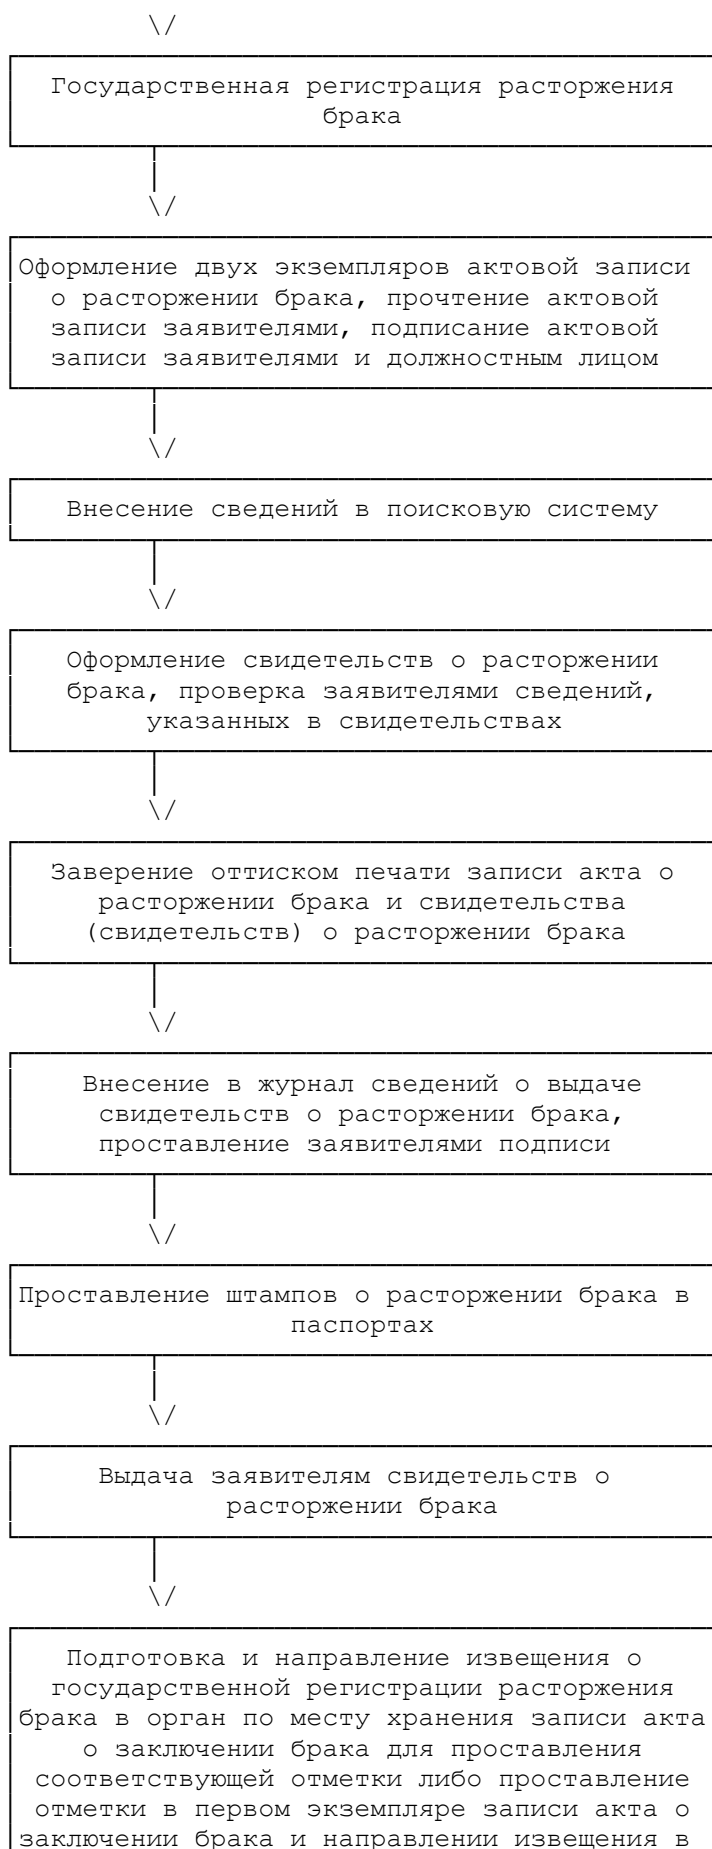 \/
Государственная регистрация расторжения
брака
\/
Оформление двух экземпляров актовой записи
о расторжении брака, прочтение актовой
записи заявителями, подписание актовой
записи заявителями и должностным лицом
\/
Внесение сведений в поисковую систему
\/
Оформление свидетельств о расторжении
брака, проверка заявителями сведений,
указанных в свидетельствах
\/
Заверение оттиском печати записи акта о
расторжении брака и свидетельства
(свидетельств) о расторжении брака
\/
Внесение в журнал сведений о выдаче
свидетельств о расторжении брака,
проставление заявителями подписи
\/
Проставление штампов о расторжении брака в
паспортах
\/
Выдача заявителям свидетельств о
расторжении брака
\/
Подготовка и направление извещения о
государственной регистрации расторжения
брака в орган по месту хранения записи акта
о заключении брака для проставления
соответствующей отметки либо проставление
отметки в первом экземпляре записи акта о
заключении брака и направлении извещения в